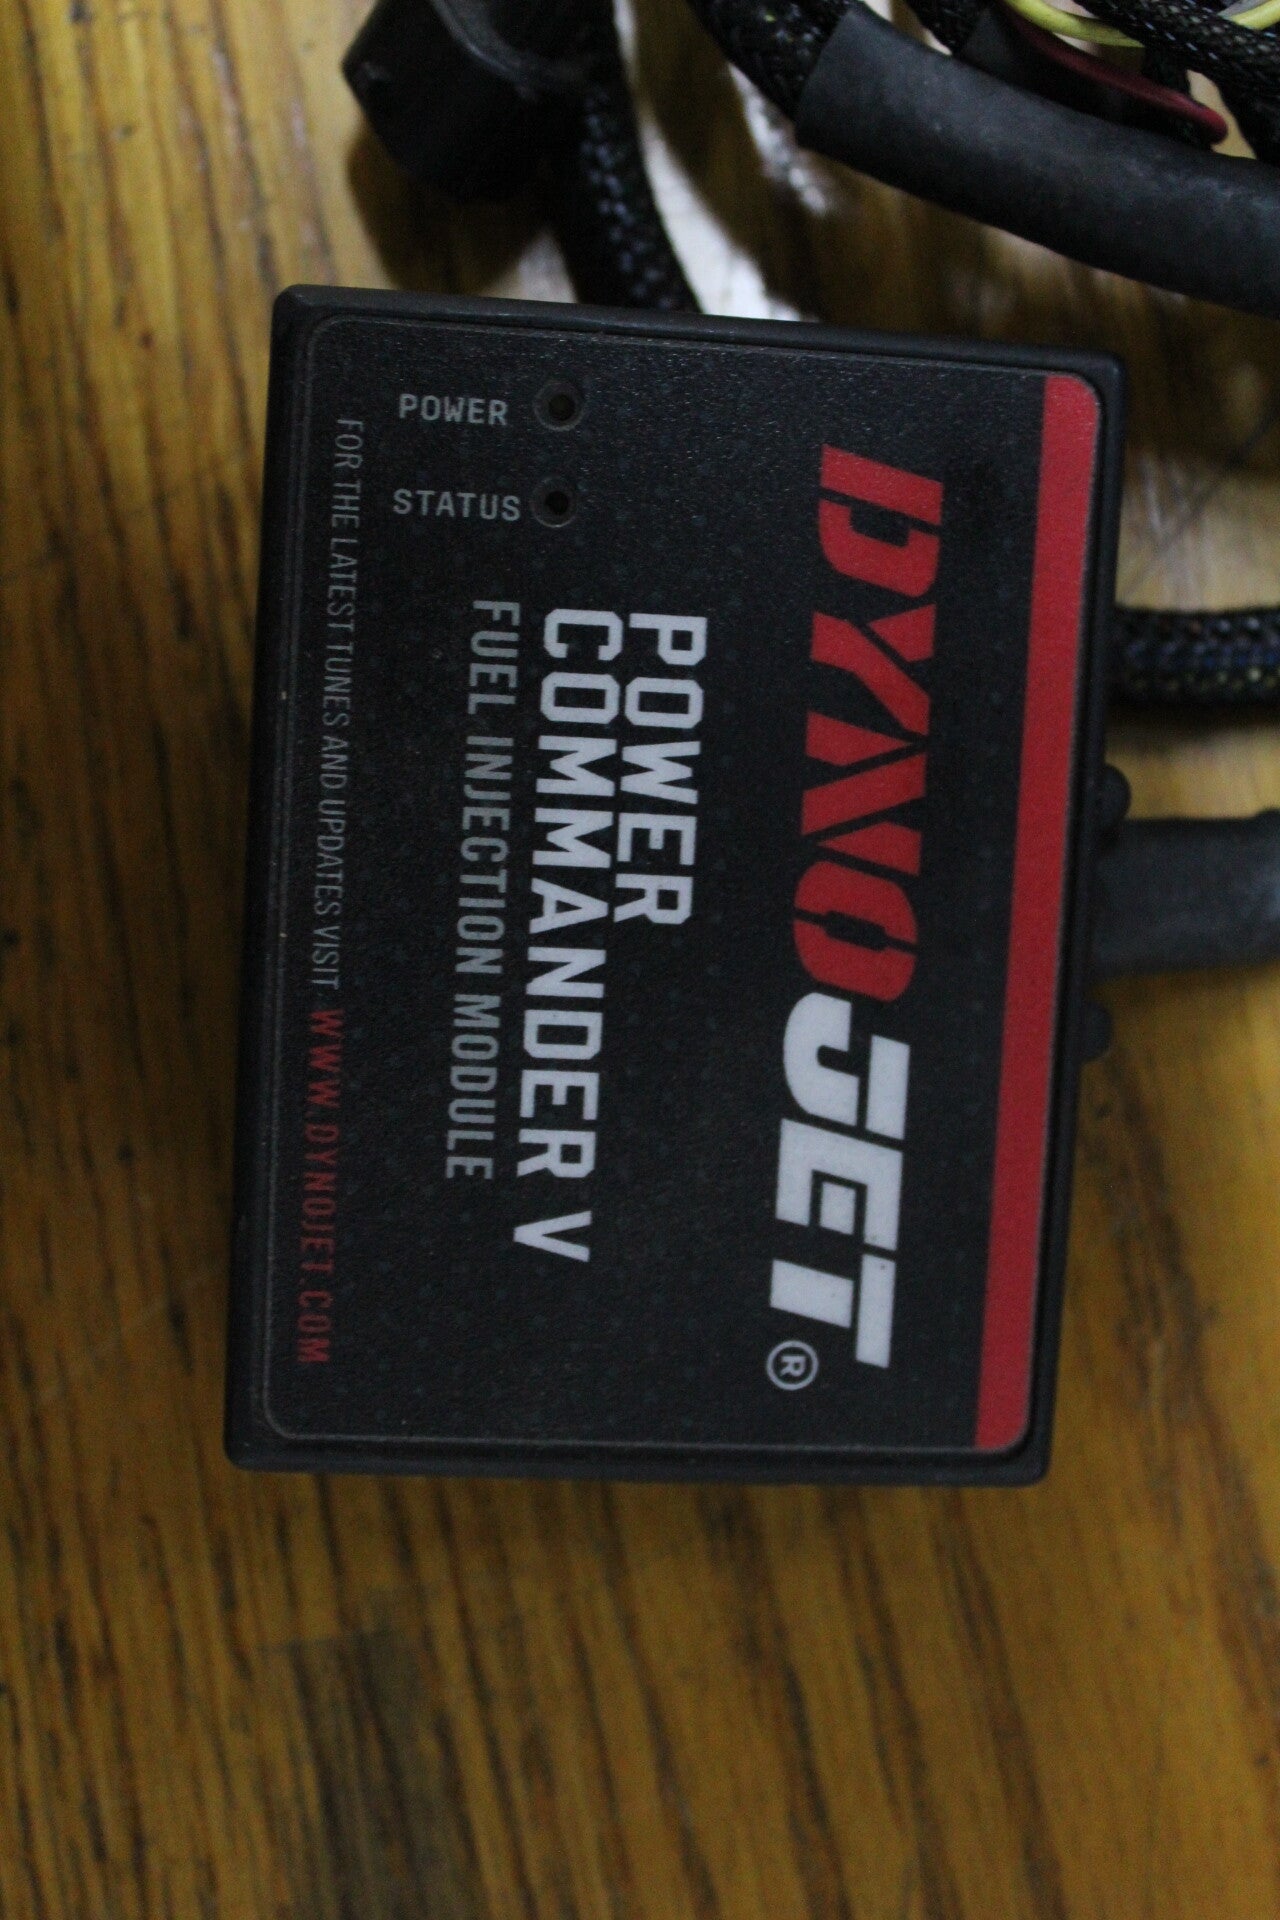 DYNOJET®
POWER
COMMANDER V
FUEL INJECTION MODULE
POWER
STATUS
FOR THE LATEST TUNES AND UPDATES VISIT WWW.DYNOJET.COM